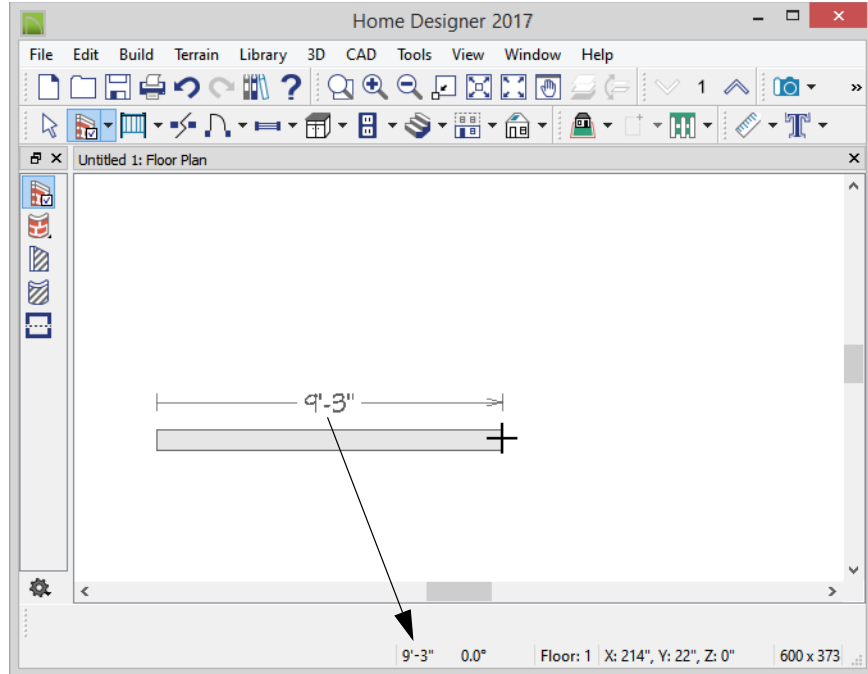 Home Designer 2017
File Edit Build Terrain Library 3D CAD Tools View Window Help
? 1 »
T
Untitled 1: Floor Plan
9'-3"
9'-3" 0.0° Floor: 1 X: 214", Y: 22", Z: 0" 600 x 373